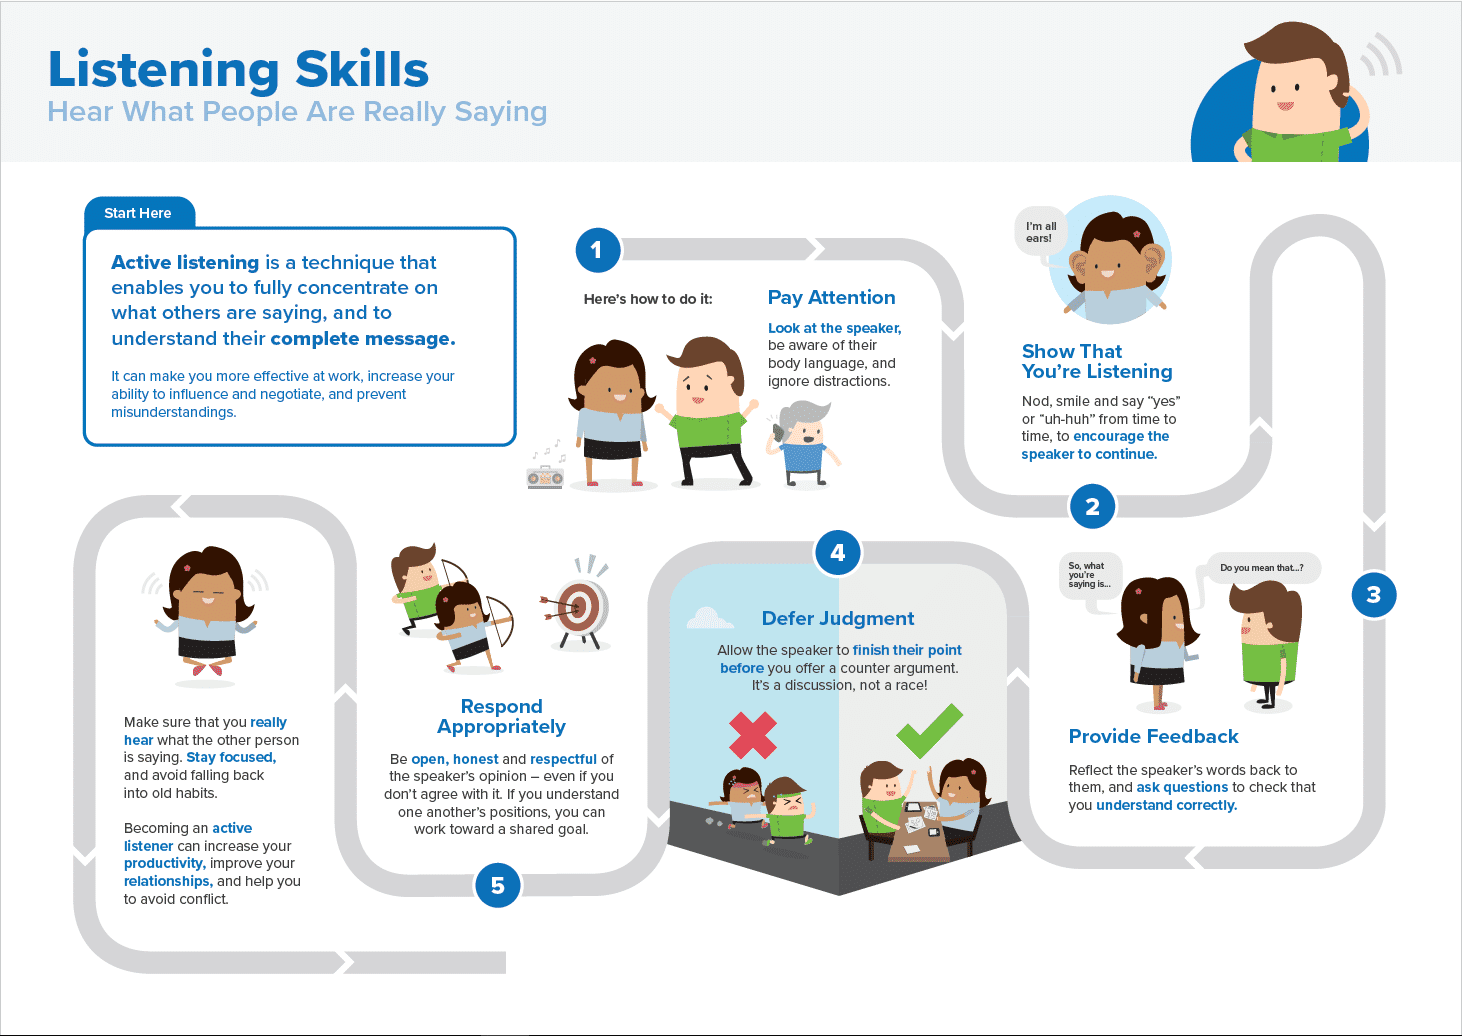 Listening Skills
Hear What People Are Really Saying
Start Here
Active listening is a technique that
enables you to fully concentrate on
what others are saying, and to
understand their complete message.
It can make you more effective at work, increase your
ability to influence and negotiate, and prevent
misunderstandings.
1
Here's how to do it:
Pay Attention
Look at the speaker,
be aware of their
body language, and
ignore distractions.
I'm all
ears!
Show That
You're Listening
Nod, smile and say “yes”
or “uh-huh” from time to
time, to encourage the
speaker to continue.
2
So, what
you're
saying is...
Do you mean that...?
3
Provide Feedback
Reflect the speaker's words back to
them, and ask questions to check that
you understand correctly.
4
Defer Judgment
Allow the speaker to finish their point
before you offer a counter argument.
It's a discussion, not a race!
Respond
Appropriately
Be open, honest and respectful of
the speaker's opinion – even if you
don't agree with it. If you understand
one another's positions, you can
work toward a shared goal.
5
Make sure that you really
hear what the other person
is saying. Stay focused,
and avoid falling back
into old habits.
Becoming an active
listener can increase your
productivity, improve your
relationships, and help you
to avoid conflict.